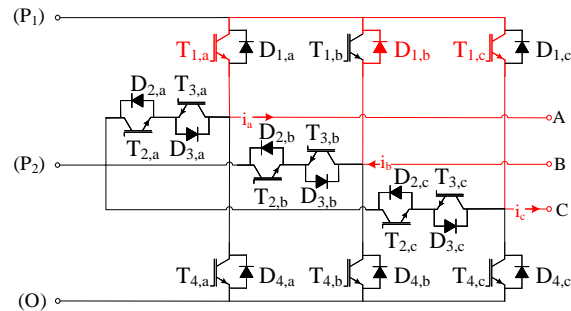 (P1)
T1,a D1,a T1,b D1,b T1,c D1,c
D2,a T3,a
ia A
T2,a D3,a D2,b T3,b
(P2) ib B
T2,b D3,b D2,c T3,c
ic C
T2,c D3,c
T4,a D4,a T4,b D4,b T4,c D4,c
(O)